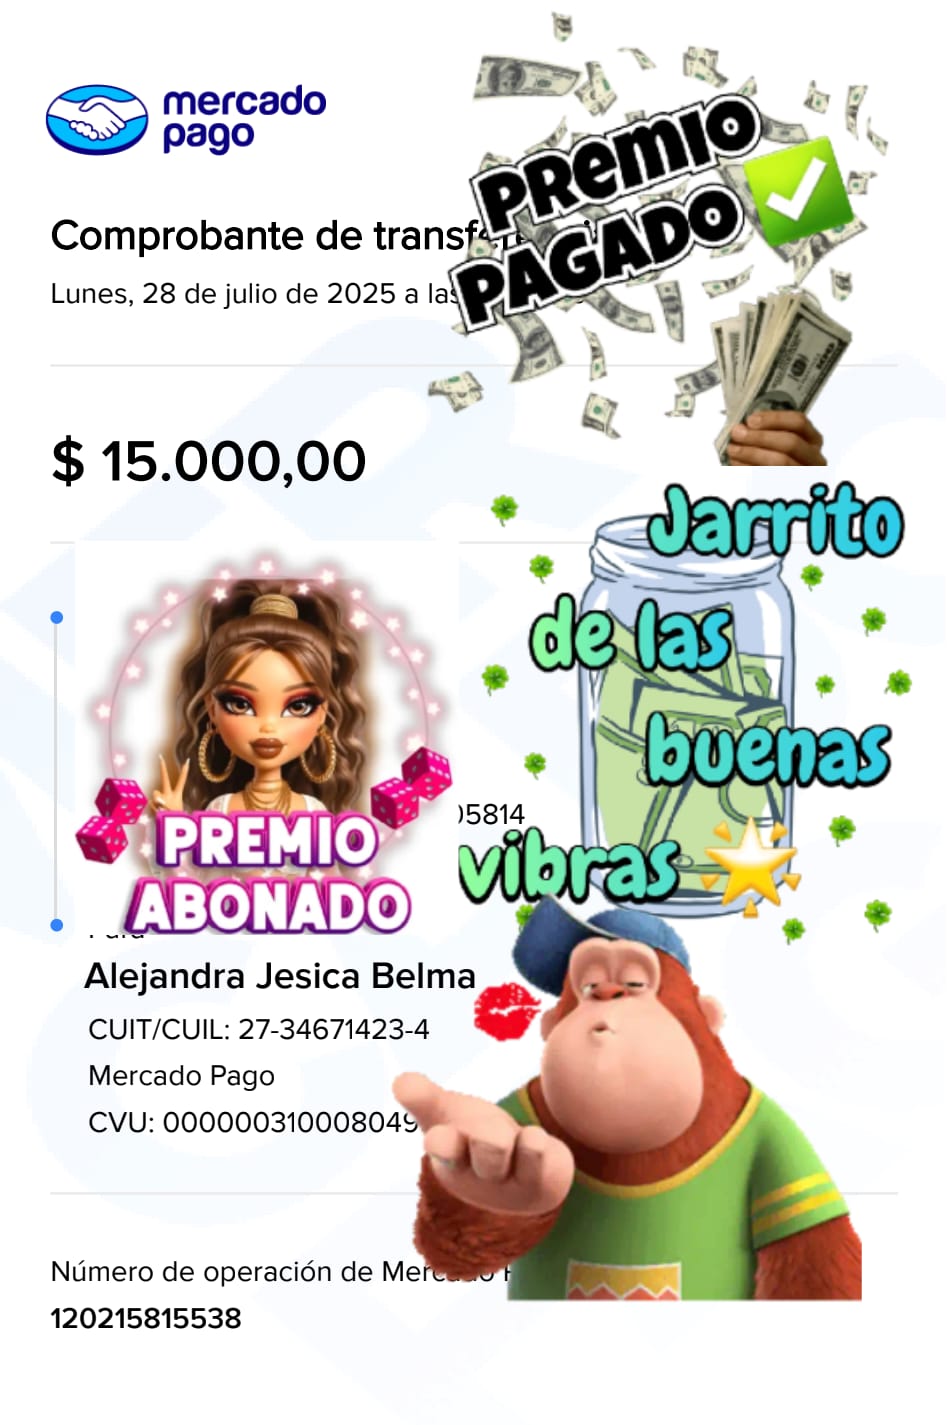 mercado
pago
PREMIO
PAGADO
Comprobante de
Lunes, 28 de julio de 2025 a las
$ 15.000,00
Jarrito
de las
buenas
vibras
PREMIO
ABONADO
5814
Alejandra Jesica Belma
CUIT/CUIL: 27-34671423-4
Mercado Pago
CVU: 000000310008049
Número de operación de Mercado
120215815538